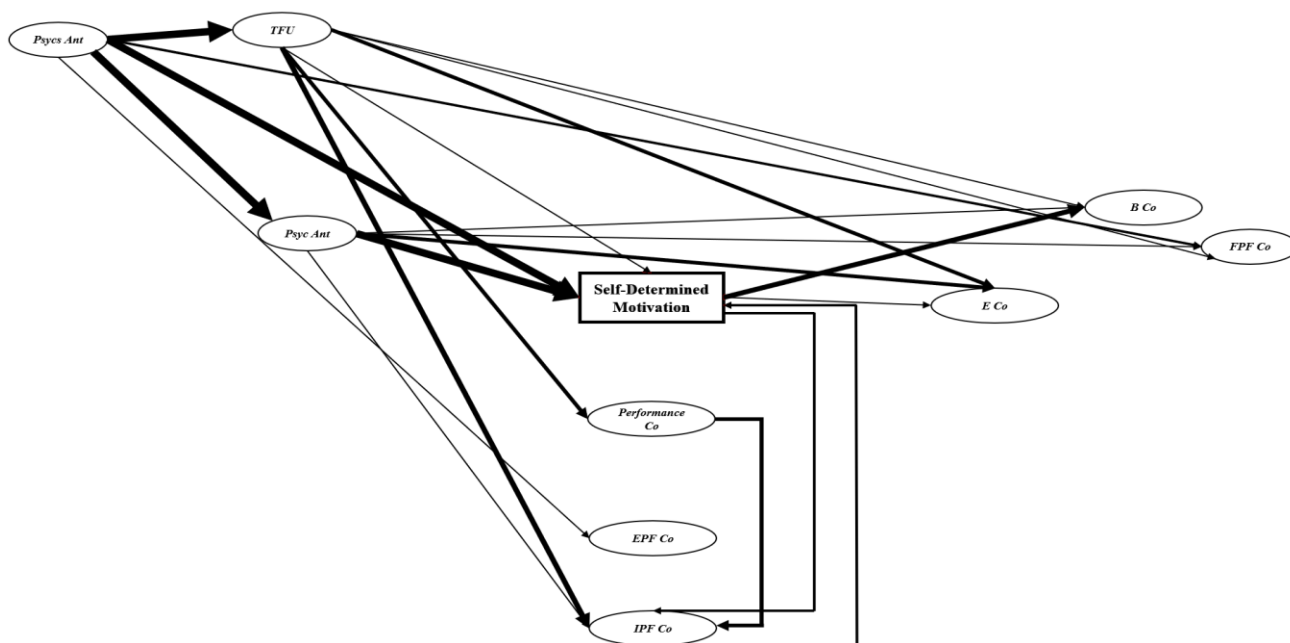 Psycs Ant
TFU
B Co
Psyc Ant
FPF Co
Self-Determined
Motivation
E Co
Performance
Co
EPF Co
IPF Co